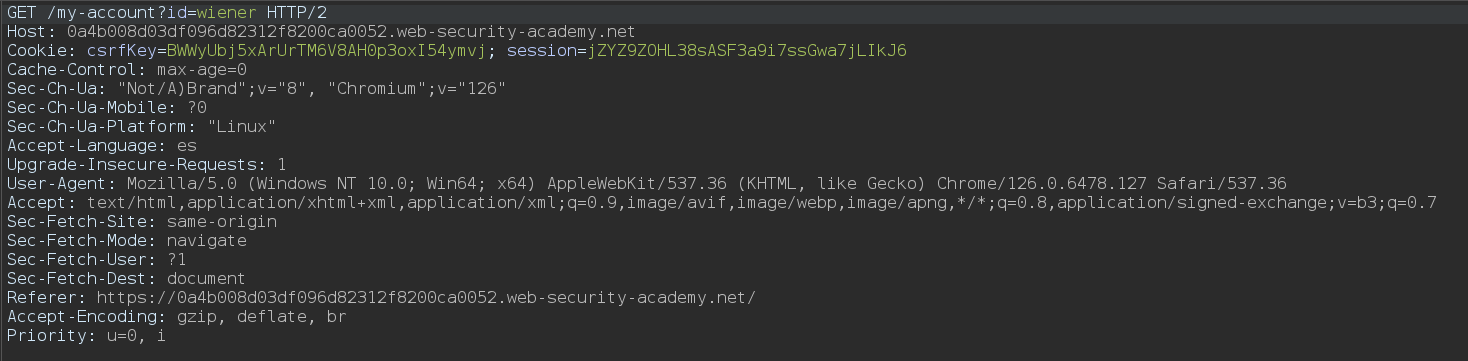 GET /my-account?id=wiener HTTP/2
Host: 0a4b008d03df096d82312f8200ca0052.web-security-academy.net
Cookie: csrfKey=BWWyUbj5xArUrTM6V8AH0p3oxI54ymvj; session=jZYZ9ZOHL38sASF3a9i7ssGwa7jLIkJ6
Cache-Control: max-age=0
Sec-Ch-Ua: "Not/A)Brand";v="8", "Chromium";v="126"
Sec-Ch-Ua-Mobile: ?0
Sec-Ch-Ua-Platform: "Linux"
Accept-Language: es
Upgrade-Insecure-Requests: 1
User-Agent: Mozilla/5.0 (Windows NT 10.0; Win64; x64) AppleWebKit/537.36 (KHTML, like Gecko) Chrome/126.0.6478.127 Safari/537.36
Accept: text/html,application/xhtml+xml,application/xml;q=0.9,image/avif,image/webp,image/apng,*/*;q=0.8,application/signed-exchange;v=b3;q=0.7
Sec-Fetch-Site: same-origin
Sec-Fetch-Mode: navigate
Sec-Fetch-User: ?1
Sec-Fetch-Dest: document
Referer: https://0a4b008d03df096d82312f8200ca0052.web-security-academy.net/
Accept-Encoding: gzip, deflate, br
Priority: u=0, i